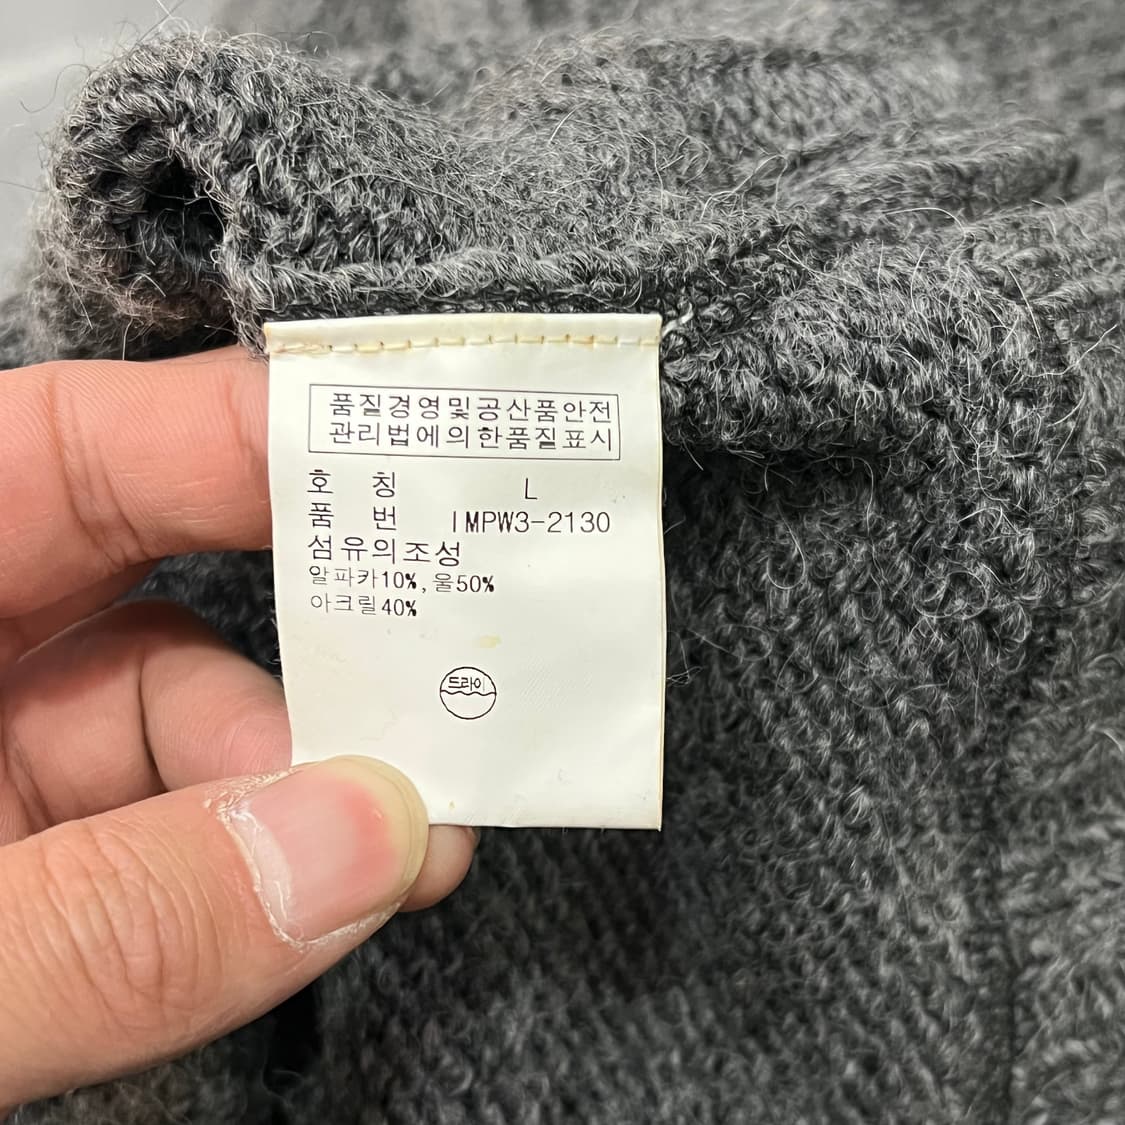 품질경영및공산품안전
관리법에의한품질표시
호 칭 L
품 번 IMPW3-2130
섬유의조성
알파카10%, 울50%
아크릴40%
드라이